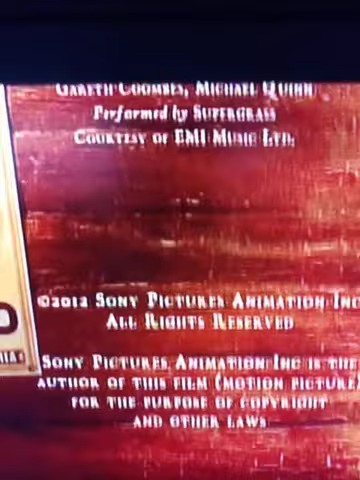 GARETH COOMBES, MICHAEL QUINN
Performed by SUPERGRASS
COURTESY OF EMI MUSIC LTD.
©2012 SONY PICTURES ANIMATION INC
ALL RIGHTS RESERVED
SONY PICTURES ANIMATION INC IS THE
AUTHOR OF THIS FILM (MOTION PICTURE)
FOR THE PURPOSE OF COPYRIGHT
AND OTHER LAWS